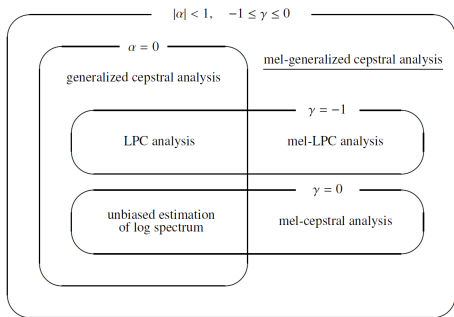 |α| < 1, −1 ≤ γ ≤ 0
α = 0
mel-generalized cepstral analysis
generalized cepstral analysis
γ = −1
LPC analysis
mel-LPC analysis
γ = 0
unbiased estimation
of log spectrum
mel-cepstral analysis